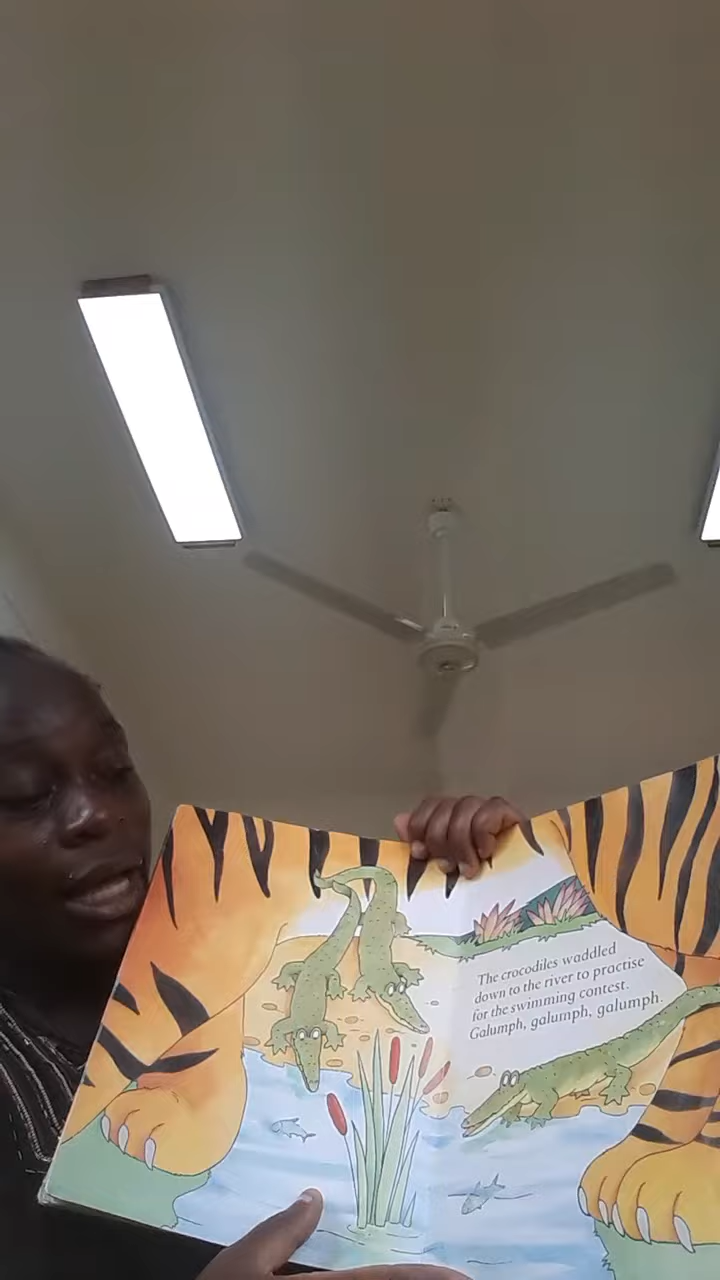 The crocodiles waddled
down to the river to practise
for the swimming contest.
Galumph, galumph, galumph.